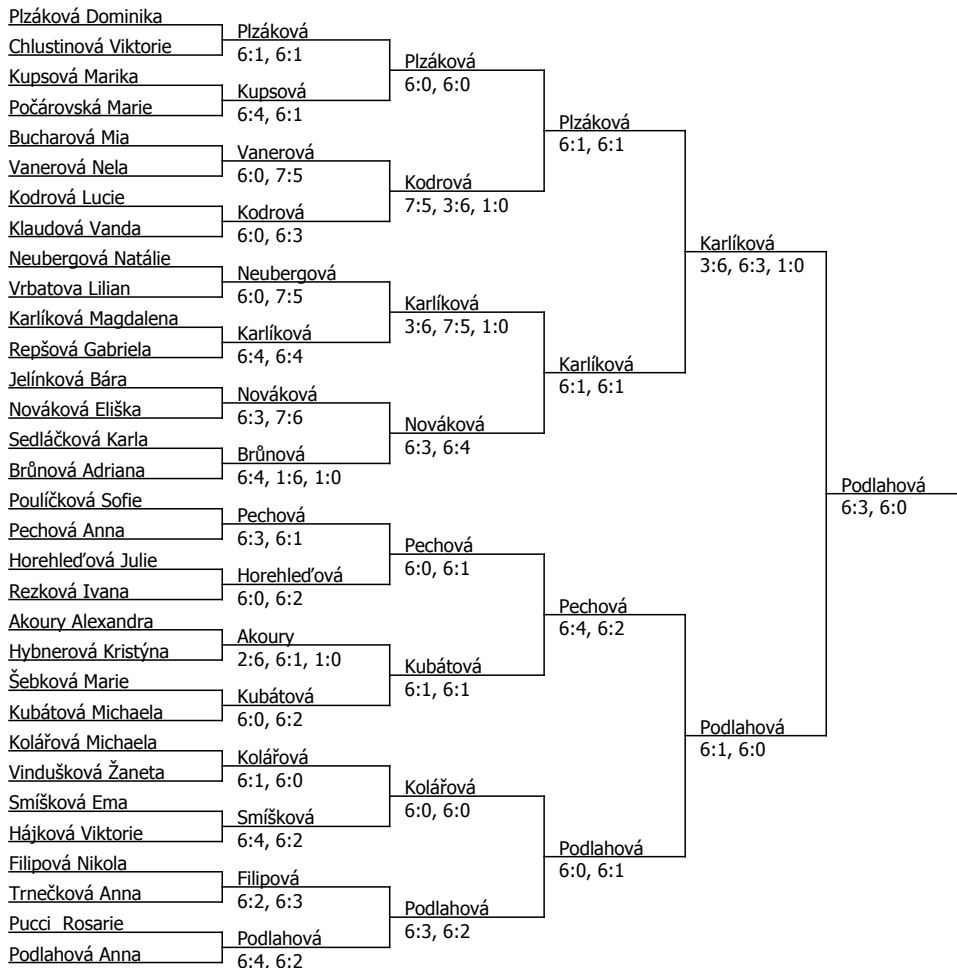 Plzáková Dominika
Chlustinová Viktorie
Kupsová Marika
Počárovská Marie
Bucharová Mia
Vanerová Nela
Kodrová Lucie
Klaudová Vanda
Neubergová Natálie
Vrbatova Lilian
Karlíková Magdalena
Repšová Gabriela
Jelínková Bára
Nováková Eliška
Sedláčková Karla
Brůnová Adriana
Poulíčková Sofie
Pechová Anna
Horehleďová Julie
Rezková Ivana
Akoury Alexandra
Hybnerová Kristýna
Šebková Marie
Kubátová Michaela
Kolářová Michaela
Vindušková Žaneta
Smíšková Ema
Hájková Viktorie
Filipová Nikola
Trnečková Anna
Pucci Rosarie
Podlahová Anna
Plzáková
6:1, 6:1
Kupsová
6:4, 6:1
Vanerová
6:0, 7:5
Kodrová
6:0, 6:3
Neubergová
6:0, 7:5
Karlíková
6:4, 6:4
Nováková
6:3, 7:6
Brůnová
6:4, 1:6, 1:0
Pechová
6:3, 6:1
Horehleďová
6:0, 6:2
Akoury
2:6, 6:1, 1:0
Kubátová
6:0, 6:2
Kolářová
6:1, 6:0
Smíšková
6:4, 6:2
Filipová
6:2, 6:3
Podlahová
6:4, 6:2
Plzáková
6:0, 6:0
Kodrová
7:5, 3:6, 1:0
Karlíková
3:6, 7:5, 1:0
Nováková
6:3, 6:4
Pechová
6:0, 6:1
Kubátová
6:1, 6:1
Kolářová
6:0, 6:0
Podlahová
6:3, 6:2
Plzáková
6:1, 6:1
Karlíková
6:1, 6:1
Pechová
6:4, 6:2
Podlahová
6:0, 6:1
Karlíková
3:6, 6:3, 1:0
Podlahová
6:1, 6:0
Podlahová
6:3, 6:0